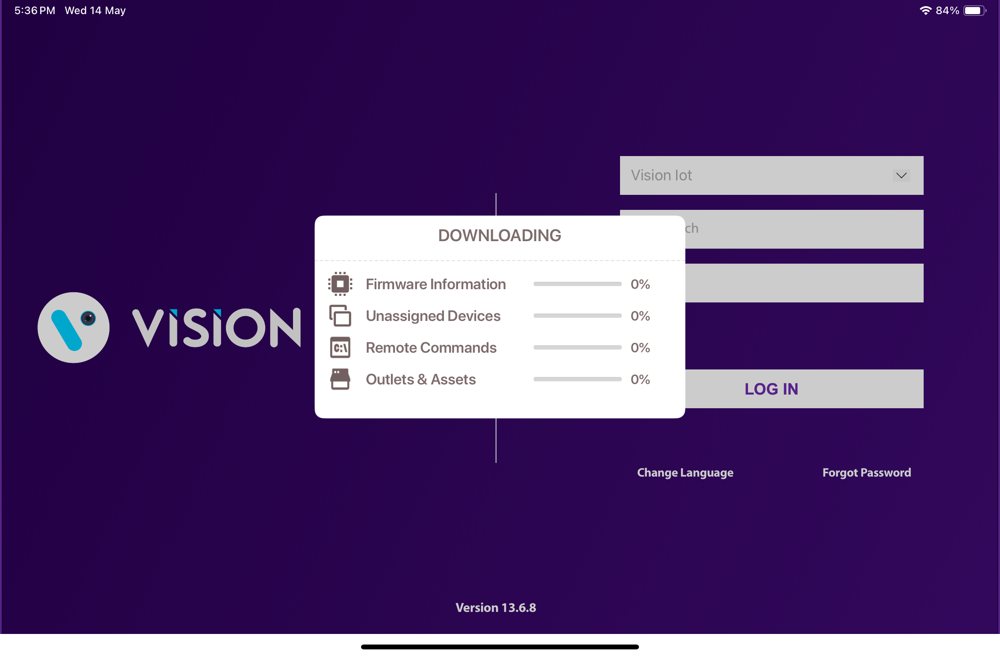 5:36 PM Wed 14 May
84%
Vision Iot
ch
DOWNLOADING
Firmware Information 0%
Unassigned Devices 0%
Remote Commands 0%
C:\
Outlets & Assets 0%
VISION
LOG IN
Change Language
Forgot Password
Version 13.6.8